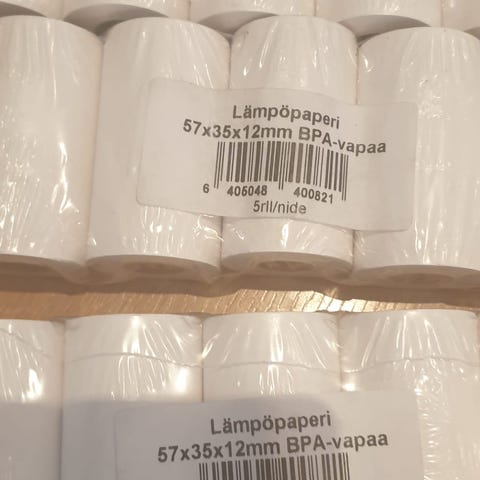 Lämpöpaperi
57x35x12mm BPA-vapaa
6 405048 400821
5rll/nide
Lämpöpaperi
57x35x12mm BPA-vapaa